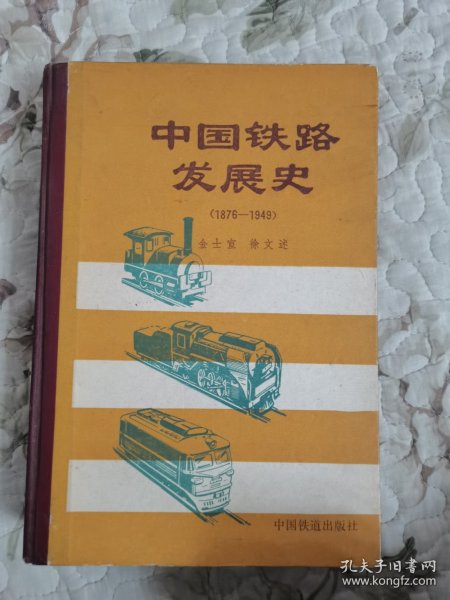 中国铁路
发展史
(1876—1949)
金士宣 徐文述
中国铁道出版社
孔夫子旧书网
www.kongfz.com